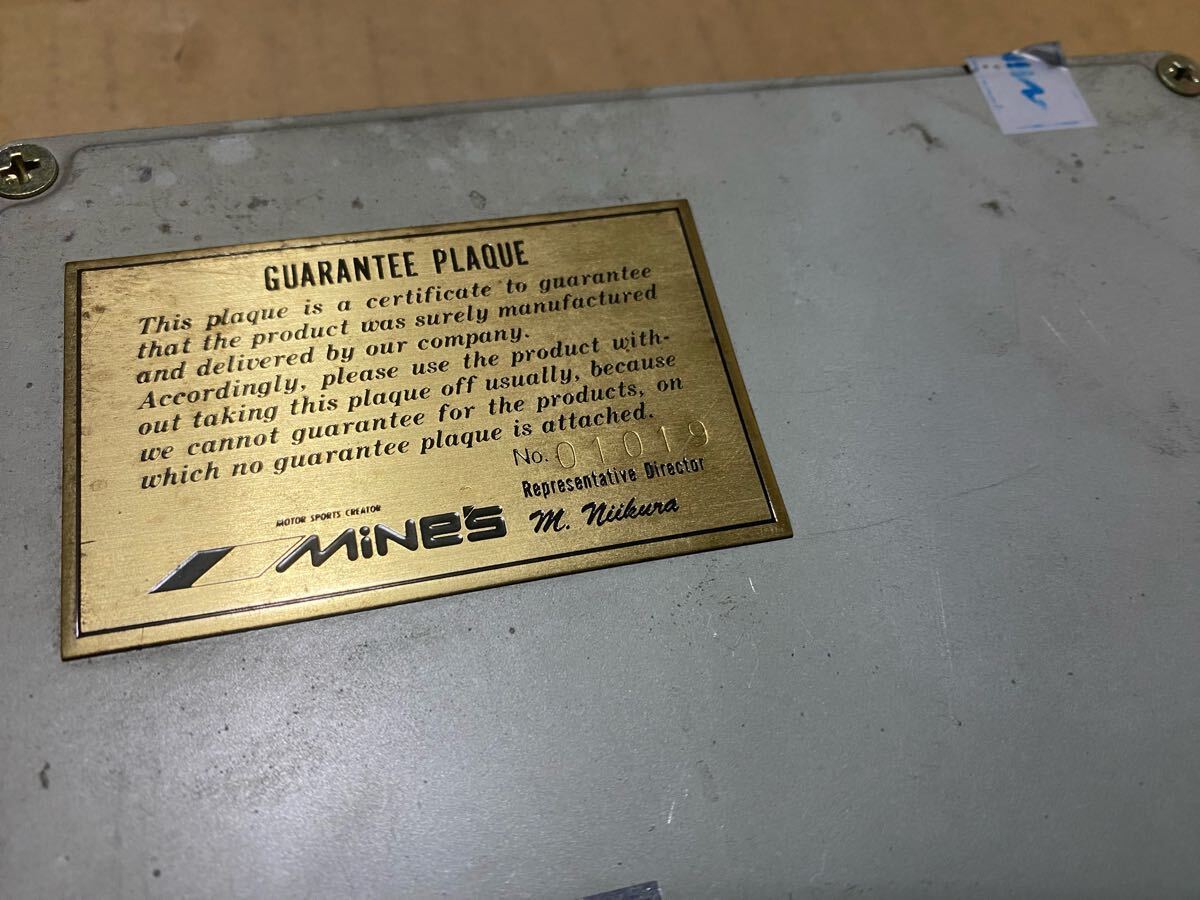 GUARANTEE PLAQUE
This plaque is a certificate to guarantee
that the product was surely manufactured
and delivered by our company.
Accordingly, please use the product with-
out taking this plaque off usually, because
we cannot guarantee for the products, on
which no guarantee plaque is attached.
No. 01019
Representative Director
M. Niikura
MOTOR SPORTS CREATOR
MiNe's